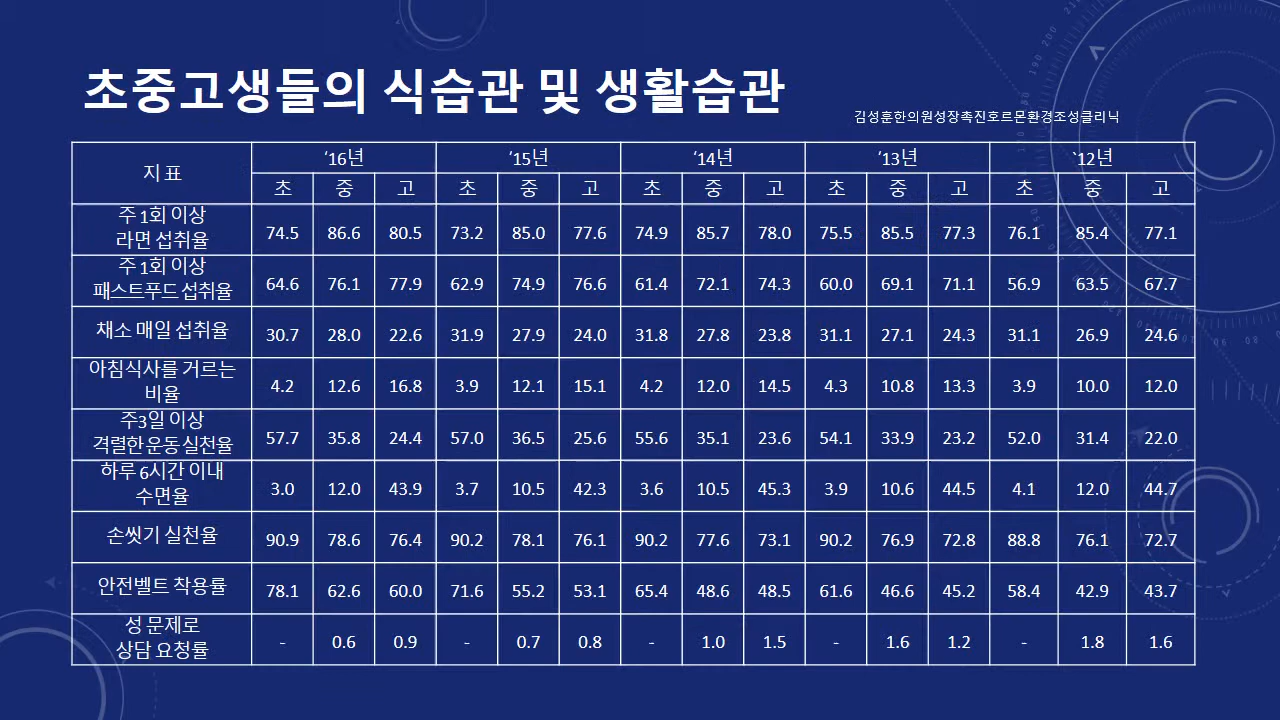 초중고생들의 식습관 및 생활습관
김성훈한의원성장촉진호르몬환경조성클리닉
지 표 ‘16년 ’15년 ‘14년 ’13년 `12년
초 중 고 초 중 고 초 중 고 초 중 고 초 중 고
주 1회 이상
라면 섭취율 74.5 86.6 80.5 73.2 85.0 77.6 74.9 85.7 78.0 75.5 85.5 77.3 76.1 85.4 77.1
주 1회 이상
패스트푸드 섭취율 64.6 76.1 77.9 62.9 74.9 76.6 61.4 72.1 74.3 60.0 69.1 71.1 56.9 63.5 67.7
채소 매일 섭취율 30.7 28.0 22.6 31.9 27.9 24.0 31.8 27.8 23.8 31.1 27.1 24.3 31.1 26.9 24.6
아침식사를 거르는
비율 4.2 12.6 16.8 3.9 12.1 15.1 4.2 12.0 14.5 4.3 10.8 13.3 3.9 10.0 12.0
주3일 이상
격렬한 운동 실천율 57.7 35.8 24.4 57.0 36.5 25.6 55.6 35.1 23.6 54.1 33.9 23.2 52.0 31.4 22.0
하루 6시간 이내
수면율 3.0 12.0 43.9 3.7 10.5 42.3 3.6 10.5 45.3 3.9 10.6 44.5 4.1 12.0 44.7
손씻기 실천율 90.9 78.6 76.4 90.2 78.1 76.1 90.2 77.6 73.1 90.2 76.9 72.8 88.8 76.1 72.7
안전벨트 착용률 78.1 62.6 60.0 71.6 55.2 53.1 65.4 48.6 48.5 61.6 46.6 45.2 58.4 42.9 43.7
성 문제로
상담 요청률 - 0.6 0.9 - 0.7 0.8 - 1.0 1.5 - 1.6 1.2 - 1.8 1.6